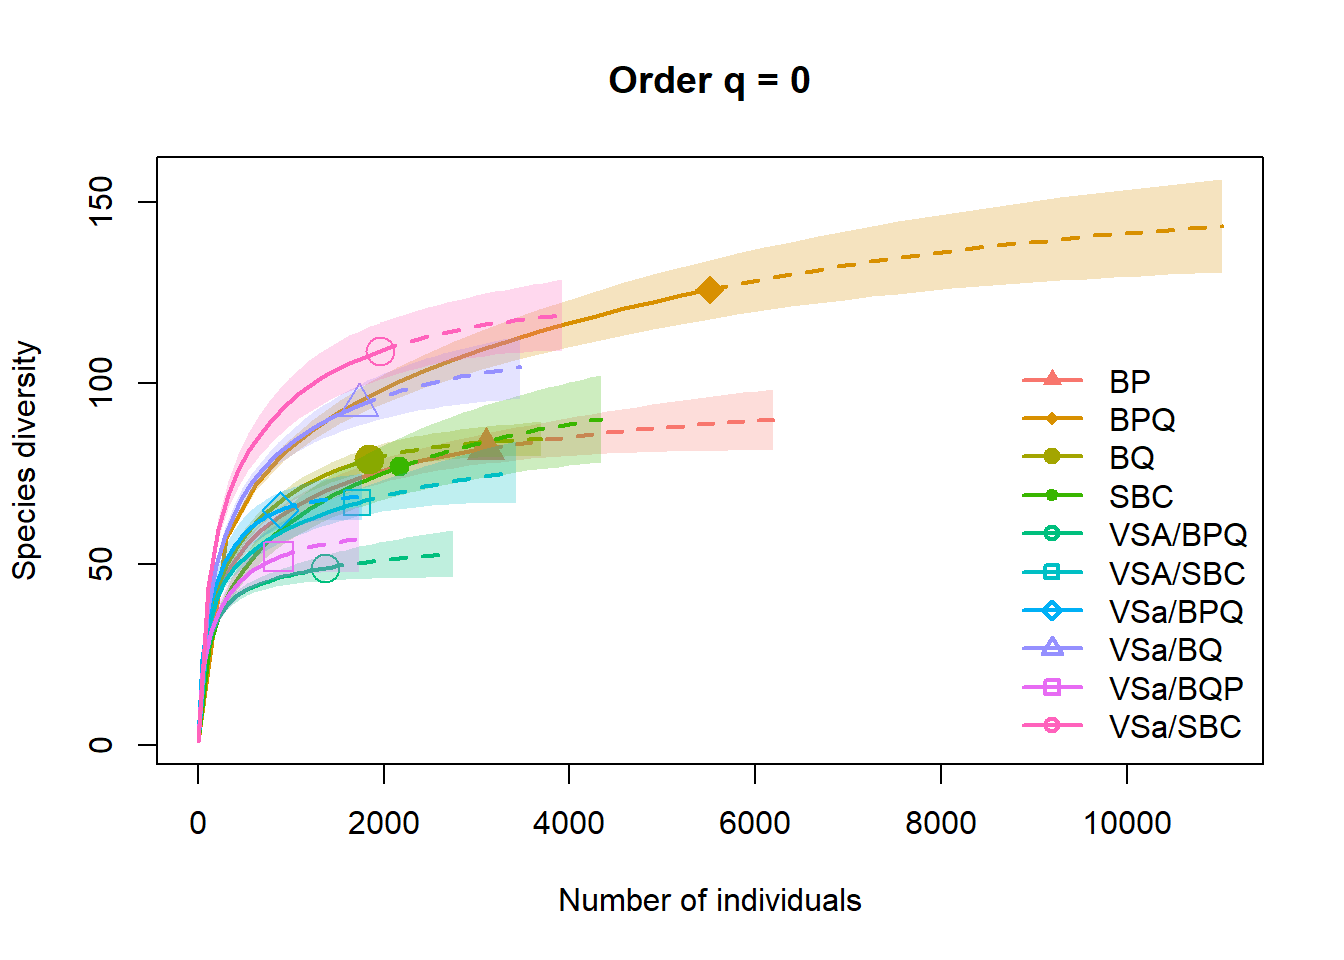 Order q = 0
Species diversity
150
100
50
0
0 2000 4000 6000 8000 10000
Number of individuals
BP
BPQ
BQ
SBC
VSA/BPQ
VSA/SBC
VSa/BPQ
VSa/BQ
VSa/BQP
VSa/SBC